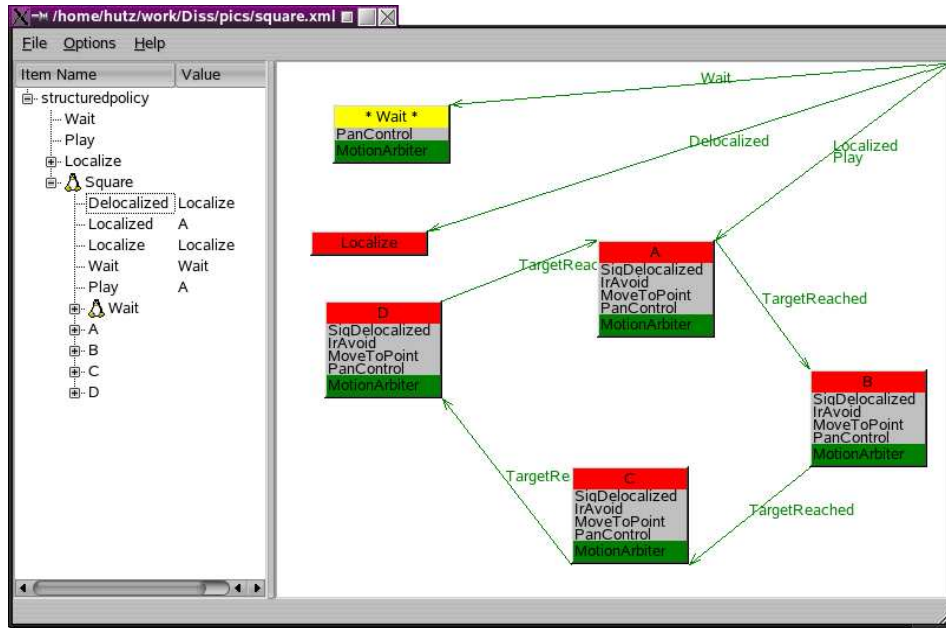 /home/hutz/work/Diss/pics/square.xml
File Options Help
Item Name Value
structuredpolicy
Wait
Play
Localize
Square
Delocalized Localize
Localized A
Localize Localize
Wait Wait
Play A
Wait
A
B
C
D
Wait
Delocalized
Localized
Play
* Wait *
PanControl
MotionArbiter
Localize
TargetReac
A
SigDelocalized
IrAvoid
MoveToPoint
PanControl
MotionArbiter
TargetReached
D
SigDelocalized
IrAvoid
MoveToPoint
PanControl
MotionArbiter
B
SigDelocalized
IrAvoid
MoveToPoint
PanControl
MotionArbiter
TargetRe
C
SigDelocalized
IrAvoid
MoveToPoint
PanControl
MotionArbiter
TargetReached